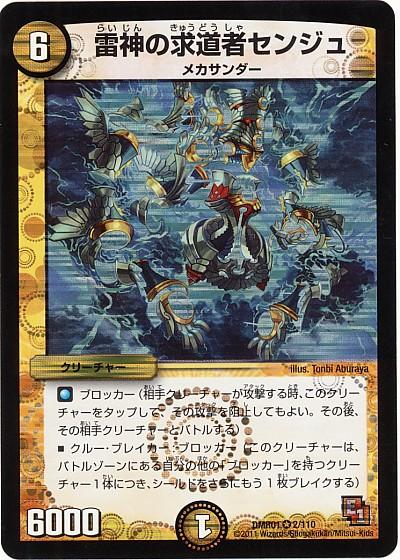 6
らいじん きゅうどうしゃ
雷神の求道者センジュ
メカサンダー
クリーチャー
illus. Tonbi Aburaya
ブロッカー(相手クリーチャーが攻撃する時、このクリー
チャーをタップして、その攻撃を阻止してもよい。その後、
その相手クリーチャーとバトルする)
■ クルー・ブレイカー:ブロッカー(このクリーチャーは、
バトルゾーンにある自分の他の「ブロッカー」を持つクリー
チャー1体につき、シールドをさらにもう1枚ブレイクする)
6000
1
DMR01 2/110
©2011 Wizards/Shogakukan/Mitsui-Kids